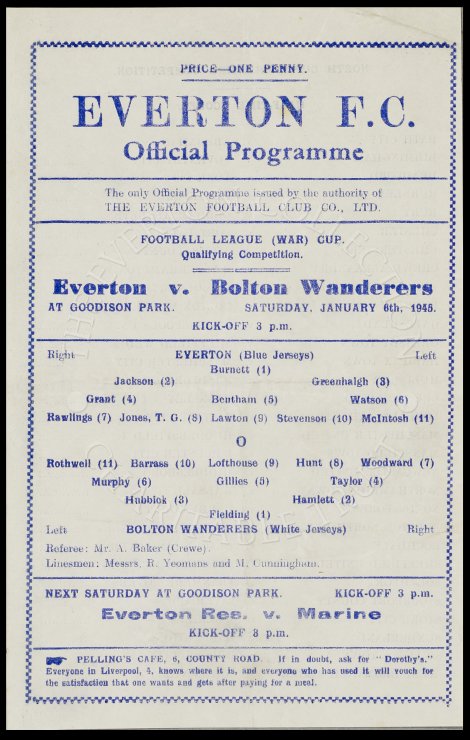 PRICE—ONE PENNY.
EVERTON F.C.
Official Programme
The only Official Programme issued by the authority of
THE EVERTON FOOTBALL CLUB CO., LTD.
FOOTBALL LEAGUE (WAR) CUP.
Qualifying Competition.
Everton v. Bolton Wanderers
AT GOODISON PARK. SATURDAY, JANUARY 6th, 1945.
KICK-OFF 3 p.m.
Right EVERTON (Blue Jerseys) Left
Burnett (1)
Jackson (2) Greenhalgh (3)
Grant (4) Bentham (5) Watson (6)
Rawlings (7) Jones, T. G. (8) Lawton (9) Stevenson (10) McIntosh (11)
O
Rothwell (11) Barrass (10) Lofthouse (9) Hunt (8) Woodward (7)
Murphy (6) Gillies (5) Taylor (4)
Hubbick (3) Hamlett (2)
Fielding (1)
Left BOLTON WANDERERS (White Jerseys) Right
Referee: Mr. A. Baker (Crewe).
Linesmen: Messrs. R. Yeomans and M. Cunningham.
NEXT SATURDAY AT GOODISON PARK. KICK-OFF 3 p.m.
Everton Res. v. Marine
KICK-OFF 3 p.m.
PELLING'S CAFE, 6, COUNTY ROAD. If in doubt, ask for "Dorothy's."
Everyone in Liverpool, 4, knows where it is, and everyone who has used it will vouch for
the satisfaction that one wants and gets after paying for a meal.